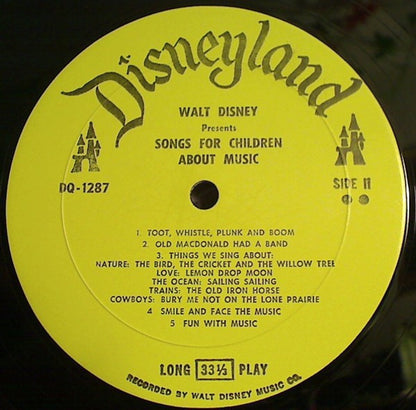 Disneyland
WALT DISNEY
Presents
SONGS FOR CHILDREN
ABOUT MUSIC
DQ-1287
SIDE II
1. TOOT, WHISTLE, PLUNK AND BOOM
2. OLD MACDONALD HAD A BAND
3. THINGS WE SING ABOUT:
NATURE: THE BIRD, THE CRICKET AND THE WILLOW TREE
LOVE: LEMON DROP MOON
THE OCEAN: SAILING SAILING
TRAINS: THE OLD IRON HORSE
COWBOYS: BURY ME NOT ON THE LONE PRAIRIE
4 SMILE AND FACE THE MUSIC
5 FUN WITH MUSIC
LONG 33⅓ PLAY
RECORDED BY WALT DISNEY MUSIC CO.